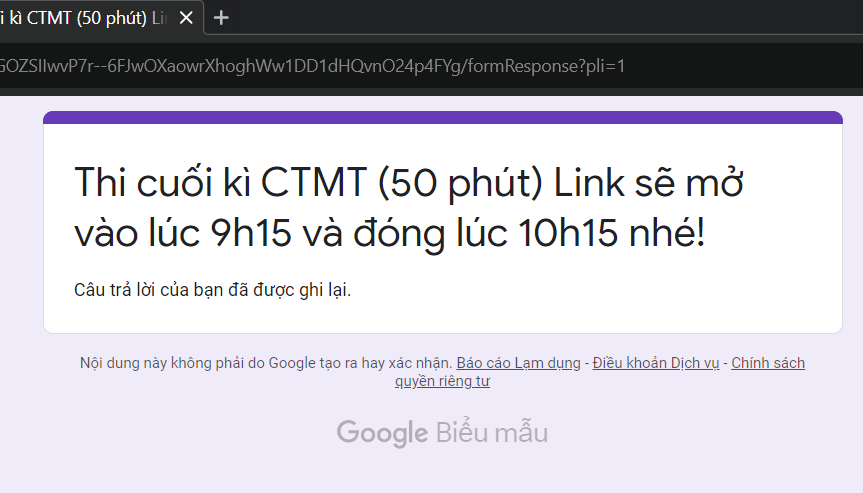 i kì CTMT (50 phút) Lin
GOZSIIwvP7r--6FJwOXaowrXhoghWw1DD1dHQvnO24p4FYg/formResponse?pli=1
Thi cuối kì CTMT (50 phút) Link sẽ mở
vào lúc 9h15 và đóng lúc 10h15 nhé!
Câu trả lời của bạn đã được ghi lại.
Nội dung này không phải do Google tạo ra hay xác nhận. Báo cáo Lạm dụng - Điều khoản Dịch vụ - Chính sách
quyền riêng tư
Google Biểu mẫu